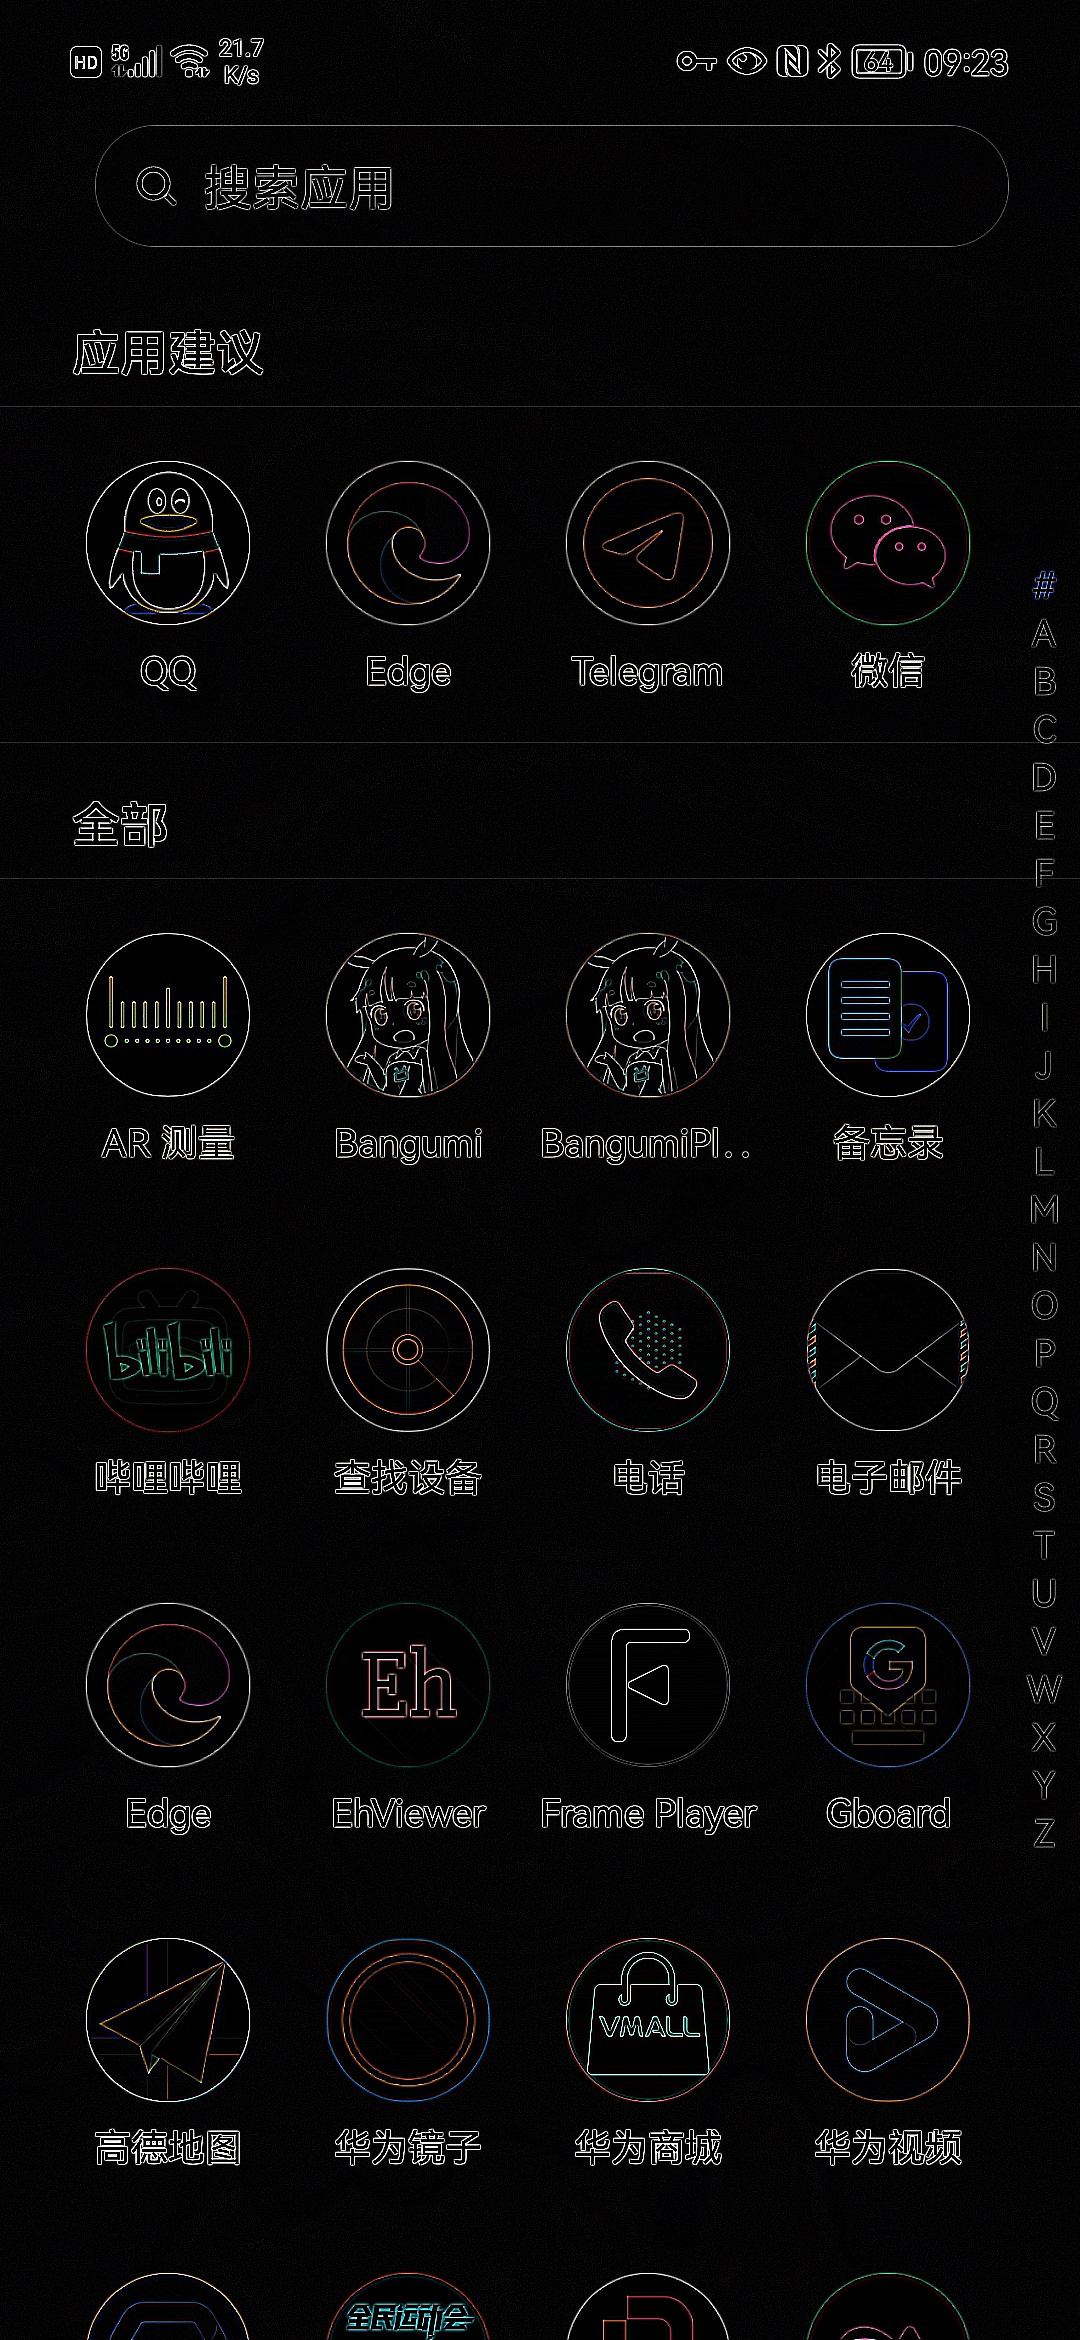 HD 5G 21.7 K/s 64 09:23
搜索应用
应用建议
QQ Edge Telegram 微信
#
A
B
C
全部
D
E
F
G
H
I
J
AR 测量 Bangumi BangumiPl.. 备忘录
K
L
M
N
O
P
bilibili
Q
哔哩哔哩 查找设备 电话 电子邮件
R
S
T
U
V
Eh G
W
X
Y
Edge EhViewer Frame Player Gboard
Z
VMALL
高德地图 华为镜子 华为商城 华为视频
全民运动会